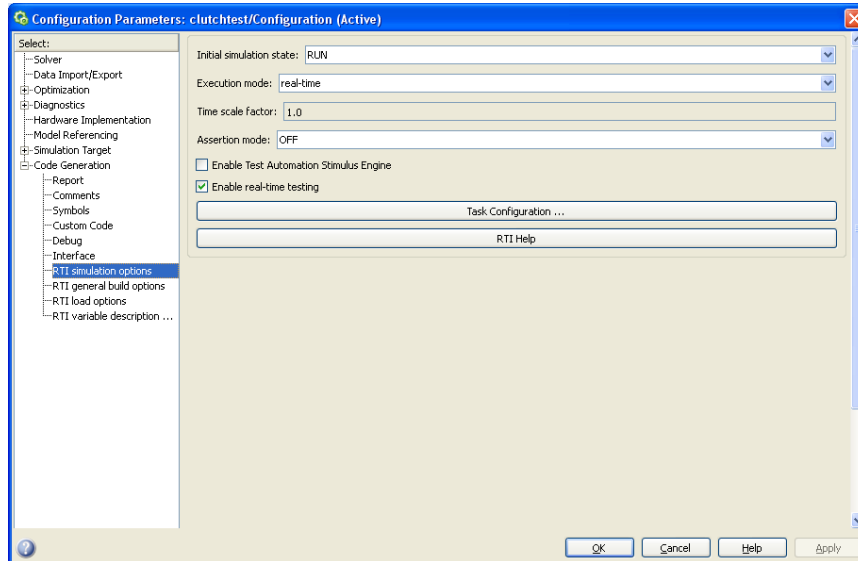 Configuration Parameters: clutchtest/Configuration (Active)
Select:
Solver
Data Import/Export
Optimization
Diagnostics
Hardware Implementation
Model Referencing
Simulation Target
Code Generation
Report
Comments
Symbols
Custom Code
Debug
Interface
RTI simulation options
RTI general build options
RTI load options
RTI variable description ...
Initial simulation state: RUN
Execution mode: real-time
Time scale factor: 1.0
Assertion mode: OFF
Enable Test Automation Stimulus Engine
Enable real-time testing
Task Configuration ...
RTI Help
OK Cancel Help Apply